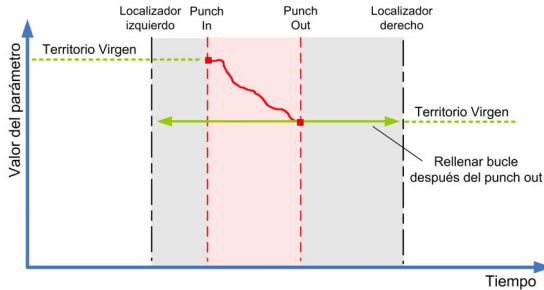 Localizador
izquierdo
Punch
In
Punch
Out
Localizador
derecho
Valor del parámetro
Territorio Virgen
Territorio Virgen
Rellenar bucle
después del punch out
Tiempo